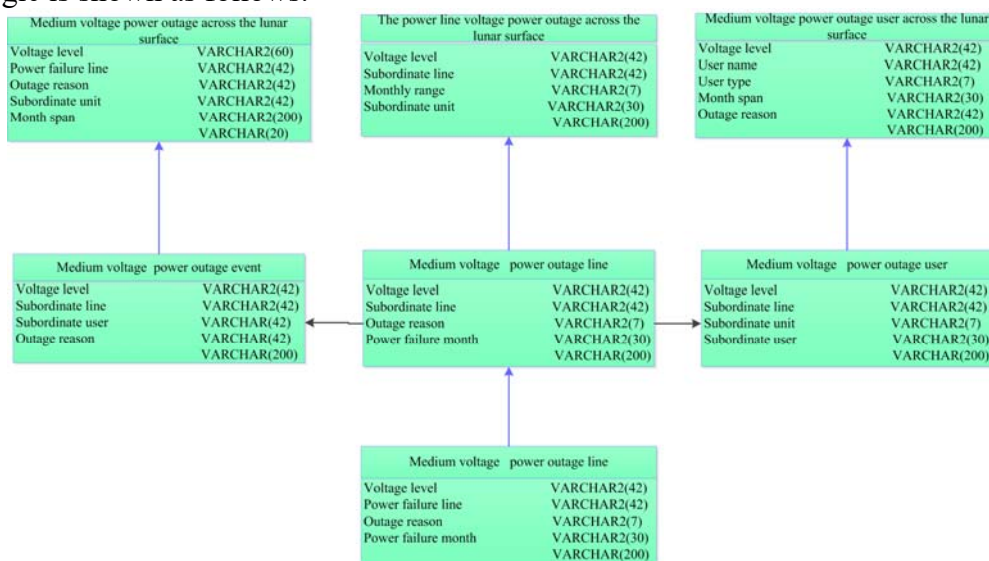 gle is shown as follows.
Medium voltage power outage across the lunar
surface
Voltage level VARCHAR2(60)
Power failure line VARCHAR2(42)
Outage reason VARCHAR2(42)
Subordinate unit VARCHAR2(42)
Month span VARCHAR2(200)
VARCHAR(20)
The power line voltage power outage across the
lunar surface
Voltage level VARCHAR2(42)
Subordinate line VARCHAR2(42)
Monthly range VARCHAR2(7)
Subordinate unit VARCHAR2(30)
VARCHAR(200)
Medium voltage power outage user across the lunar
surface
Voltage level VARCHAR2(42)
User name VARCHAR2(42)
User type VARCHAR2(7)
Month span VARCHAR2(30)
Outage reason VARCHAR2(42)
VARCHAR(200)
Medium voltage power outage event
Voltage level VARCHAR2(42)
Subordinate line VARCHAR2(42)
Subordinate user VARCHAR(42)
Outage reason VARCHAR(42)
VARCHAR(200)
Medium voltage power outage line
Voltage level VARCHAR2(42)
Subordinate line VARCHAR2(42)
Outage reason VARCHAR2(7)
Power failure month VARCHAR2(30)
VARCHAR(200)
Medium voltage power outage user
Voltage level VARCHAR2(42)
Subordinate line VARCHAR2(42)
Subordinate unit VARCHAR2(7)
Subordinate user VARCHAR2(30)
VARCHAR(200)
Medium voltage power outage line
Voltage level VARCHAR2(42)
Power failure line VARCHAR2(42)
Outage reason VARCHAR2(7)
Power failure month VARCHAR2(30)
VARCHAR(200)